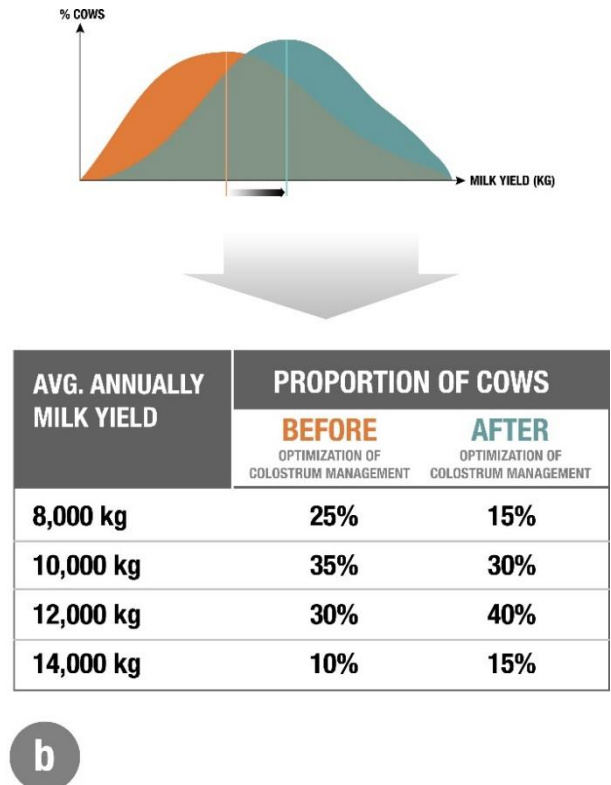 % COWS
MILK YIELD (KG)
AVG. ANNUALLY
MILK YIELD
PROPORTION OF COWS
BEFORE
OPTIMIZATION OF
COLOSTRUM MANAGEMENT
AFTER
OPTIMIZATION OF
COLOSTRUM MANAGEMENT
8,000 kg 25% 15%
10,000 kg 35% 30%
12,000 kg 30% 40%
14,000 kg 10% 15%
b